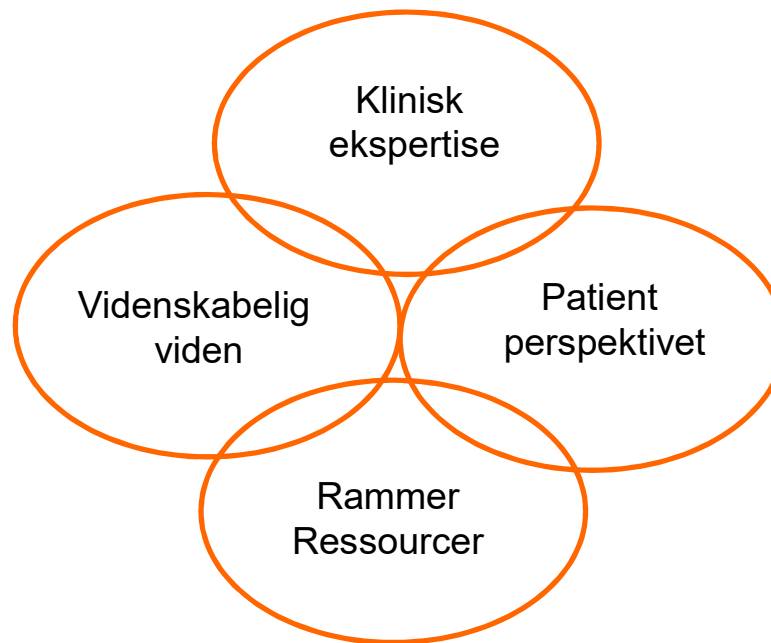 Klinisk
ekspertise
Videnskabelig
viden
Patient
perspektivet
Rammer
Ressourcer